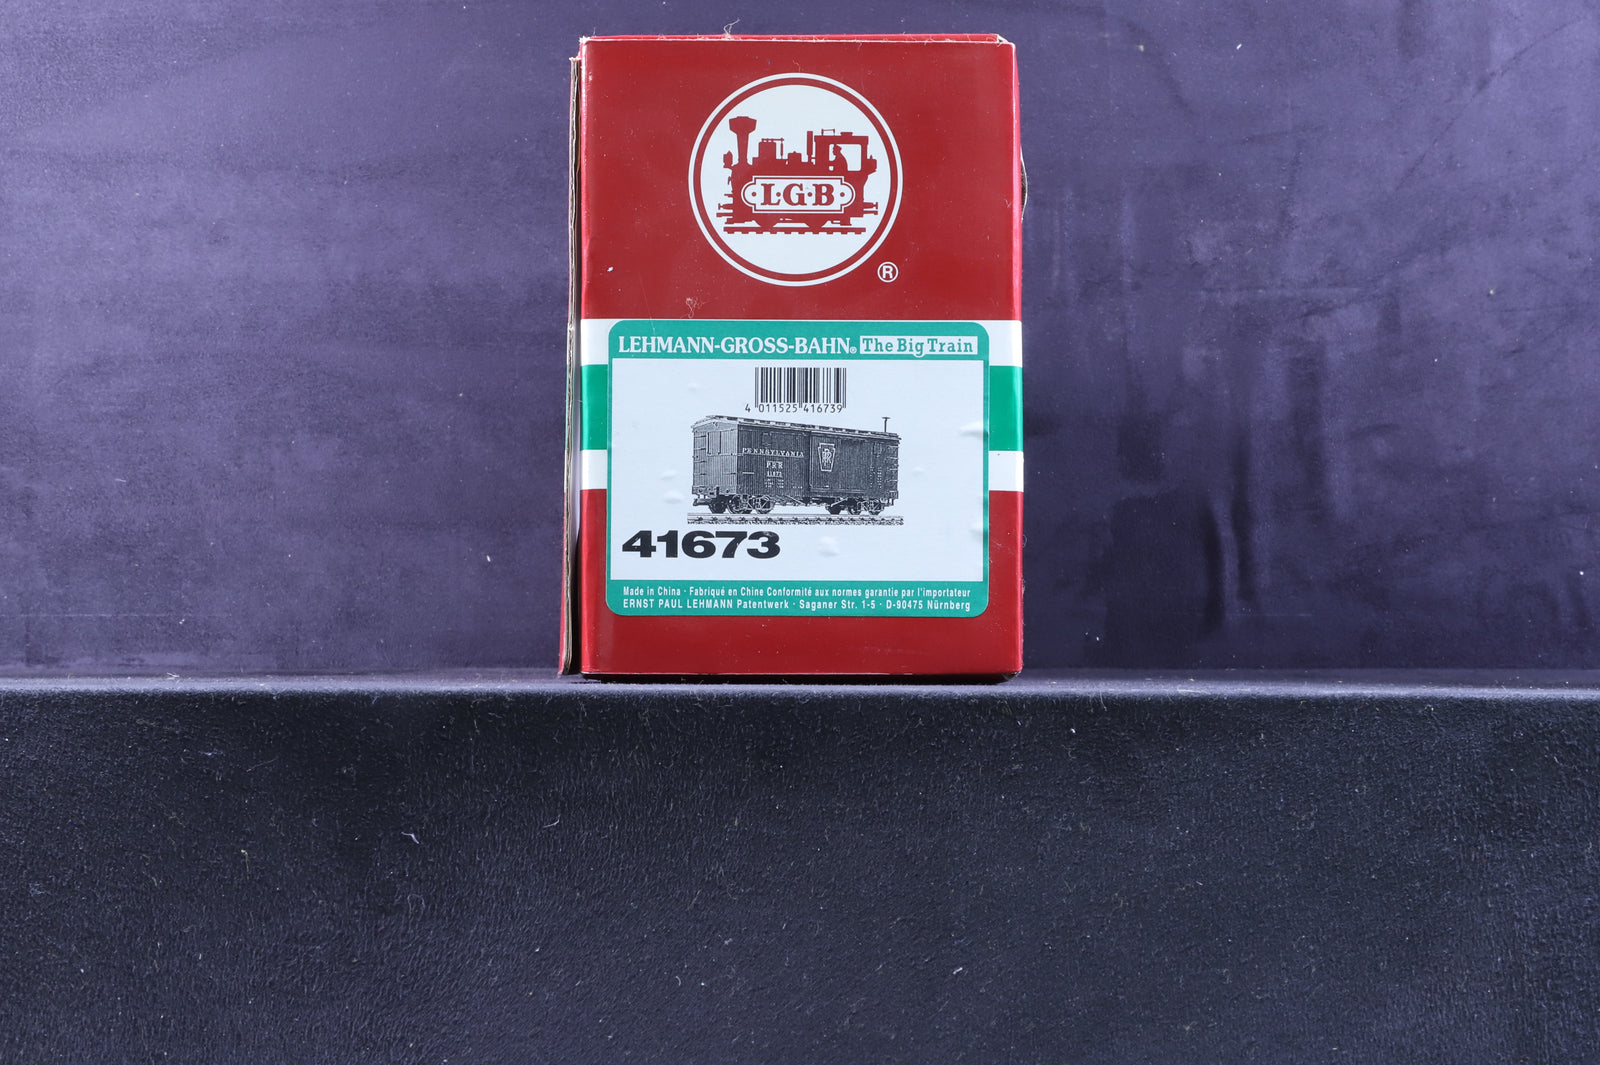 L·G·B
®
LEHMANN-GROSS-BAHN® The Big Train
4 011525 416739
PENNSYLVANIA
P.R.R
41673
41673
Made in China · Fabriqué en Chine Conformité aux normes garantie par l'importateur
ERNST PAUL LEHMANN Patentwerk · Saganer Str. 1-5 · D-90475 Nürnberg